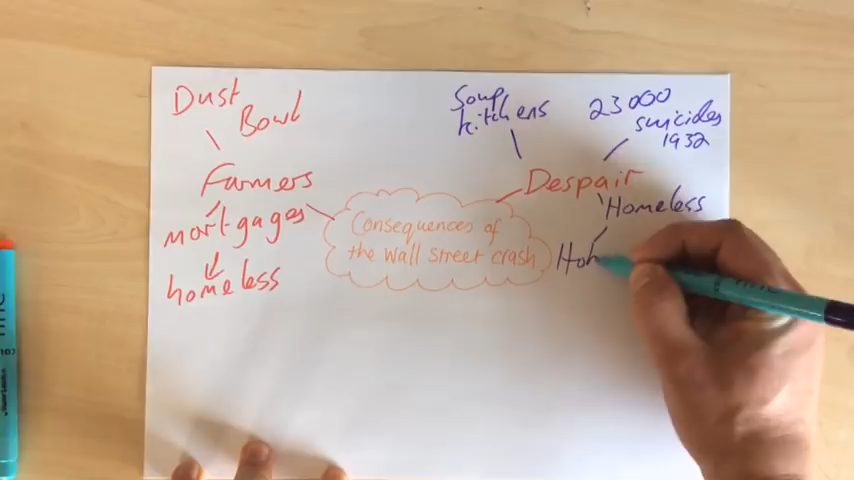 Dust
Bowl
Farmers
mortgages
homeless
Consequences of
the Wall Street crash
Soup
kitchens
23000
suicides
1932
Despair
Homeless